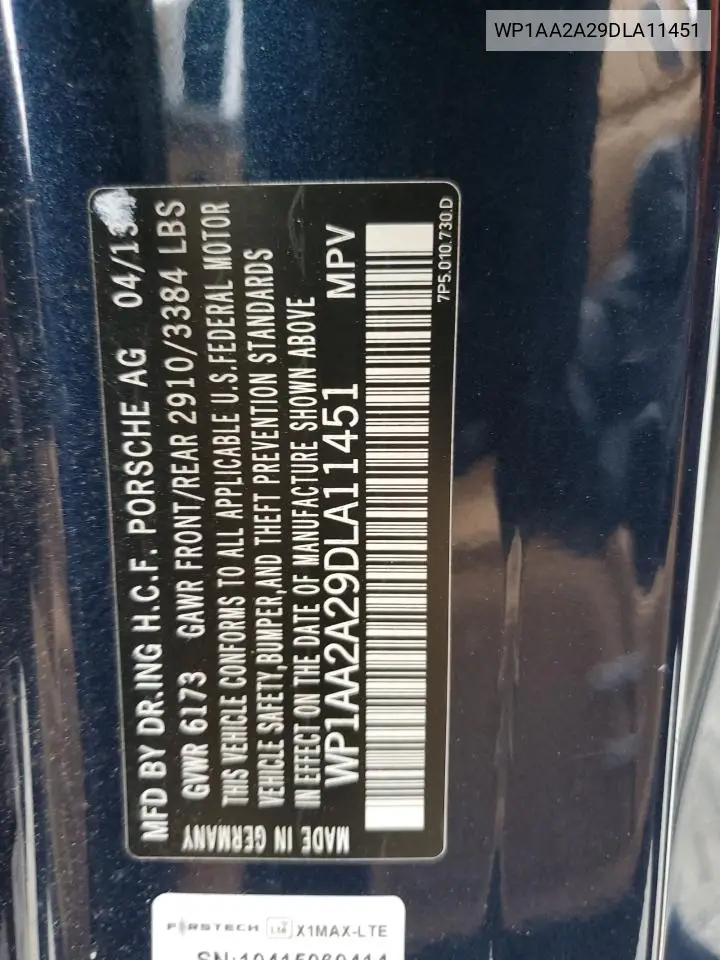 WP1AA2A29DLA11451
MFD BY DR.ING H.C.F. PORSCHE AG 04/13
GVWR 6173 GAWR FRONT/REAR 2910/3384 LBS
THIS VEHICLE CONFORMS TO ALL APPLICABLE U.S.FEDERAL MOTOR
VEHICLE SAFETY,BUMPER,AND THEFT PREVENTION STANDARDS
IN EFFECT ON THE DATE OF MANUFACTURE SHOWN ABOVE
WP1AA2A29DLA11451 MPV
MADE IN GERMANY
7P5.010.730.D
FIRSTECH LTE X1MAX-LTE